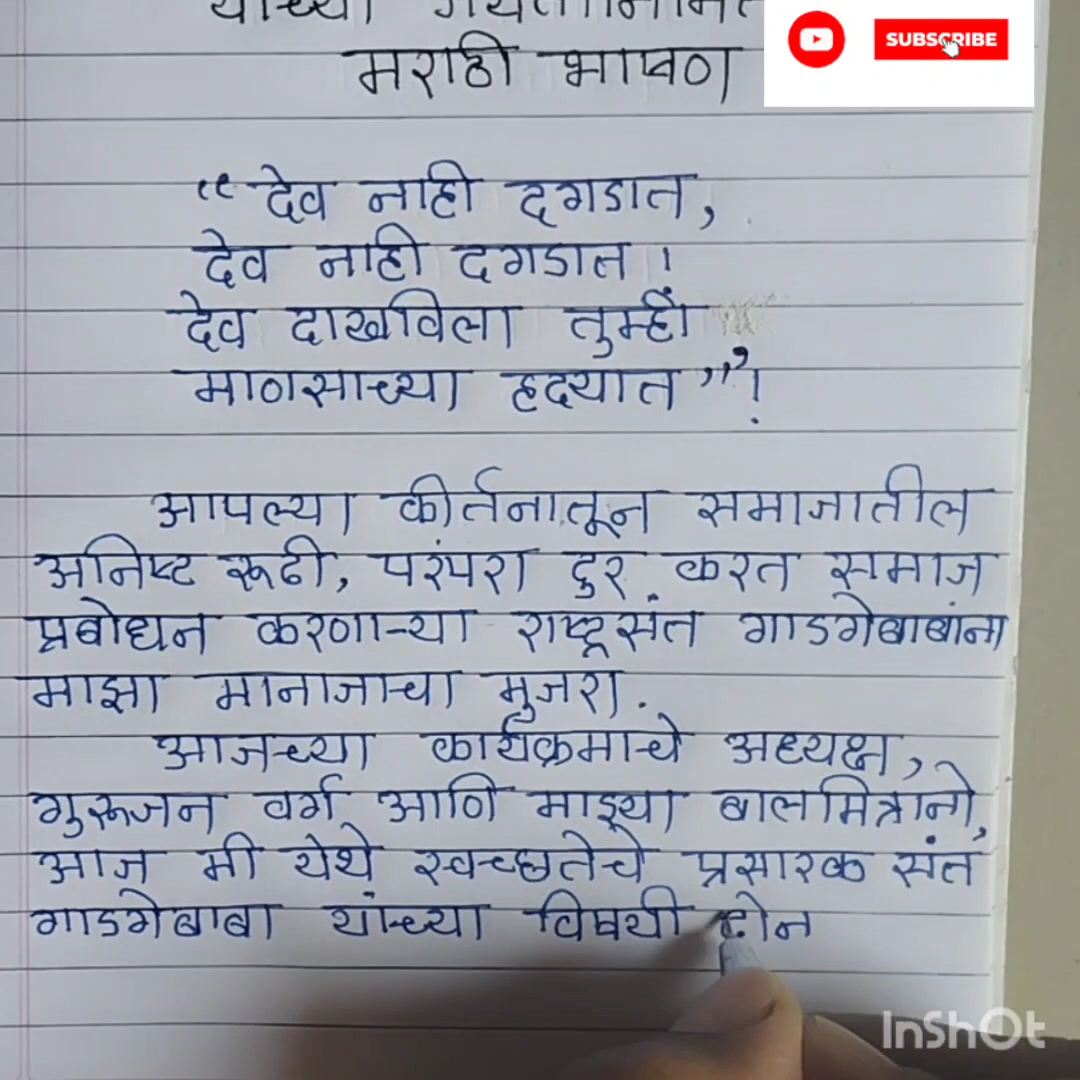 यांच्या जयंतीनिमित्त
मराठी भाषण
SUBSCRIBE
“ देव नाही दगडात,
देव नाही दगडात ।
देव दाखविला तुम्हीं
माणसाच्या हृदयात ”’!
आपल्या कीर्तनातून समाजातील
अनिष्ट रूढी, परंपरा दुर करत समाज
प्रबोधन करणाऱ्या राष्ट्रसंत गाडगेबाबांना
माझा मानाजाचा मुजरा.
आजच्या कार्यक्रमाचे अध्यक्ष,
गुरूजन वर्ग आणि माझ्या बालमित्रांनो,
आज मी येथे स्वच्छतेचे प्रसारक संत
गाडगेबाबा यांच्या विषयी दोन
InShOt